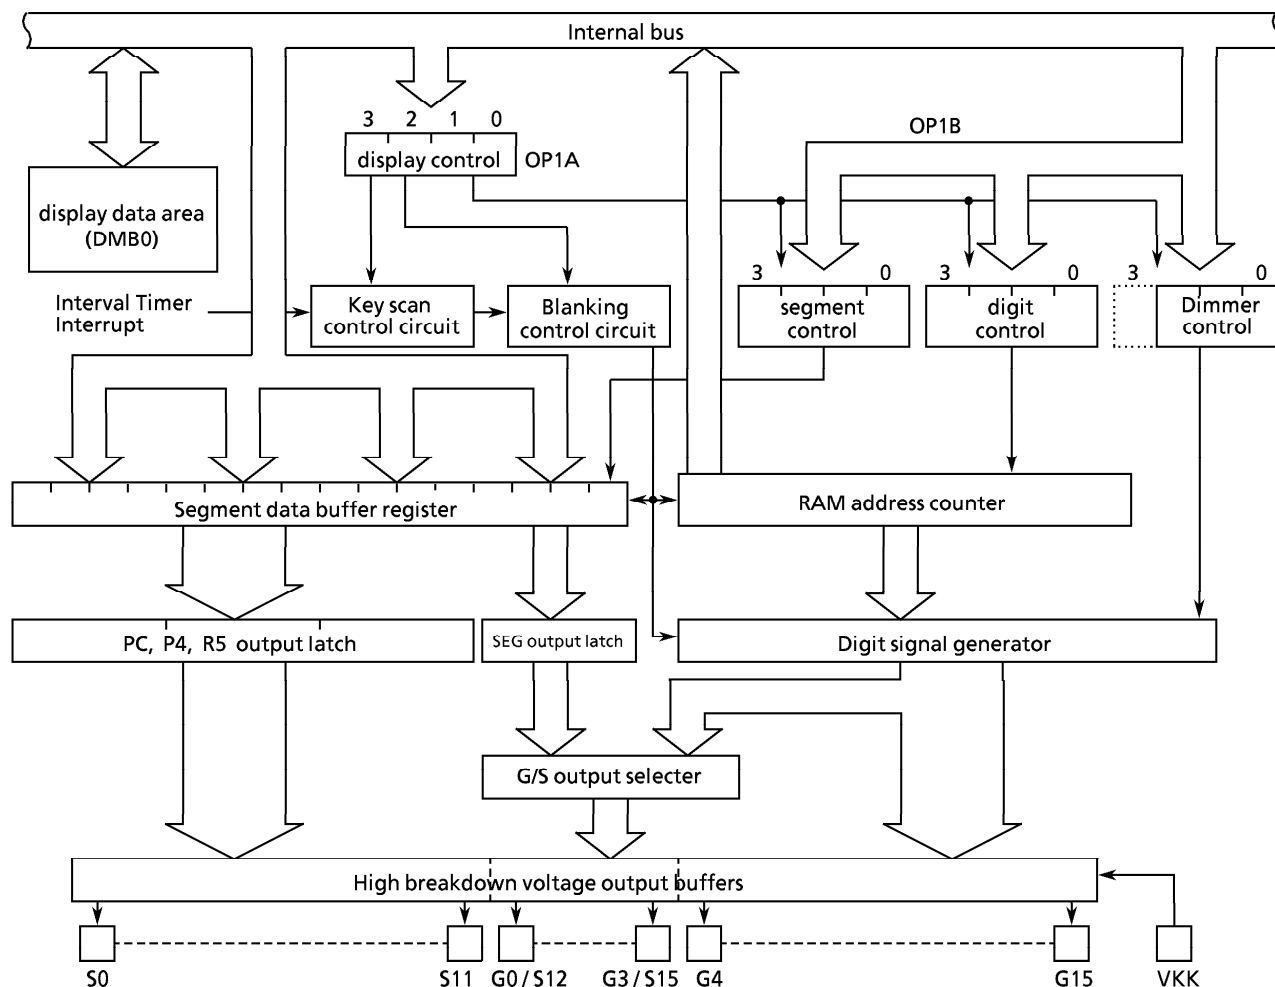 Internal bus
3 2 1 0
display control
OP1A
OP1B
display data area
(DMB0)
3 0
3 0
3 0
Interval Timer
Interrupt
Key scan
control circuit
Blanking
control circuit
segment
control
digit
control
Dimmer
control
Segment data buffer register
RAM address counter
PC, P4, R5 output latch
SEG output latch
Digit signal generator
G/S output selecter
High breakdown voltage output buffers
S0
S11
G0 / S12
G3 / S15
G4
G15
VKK